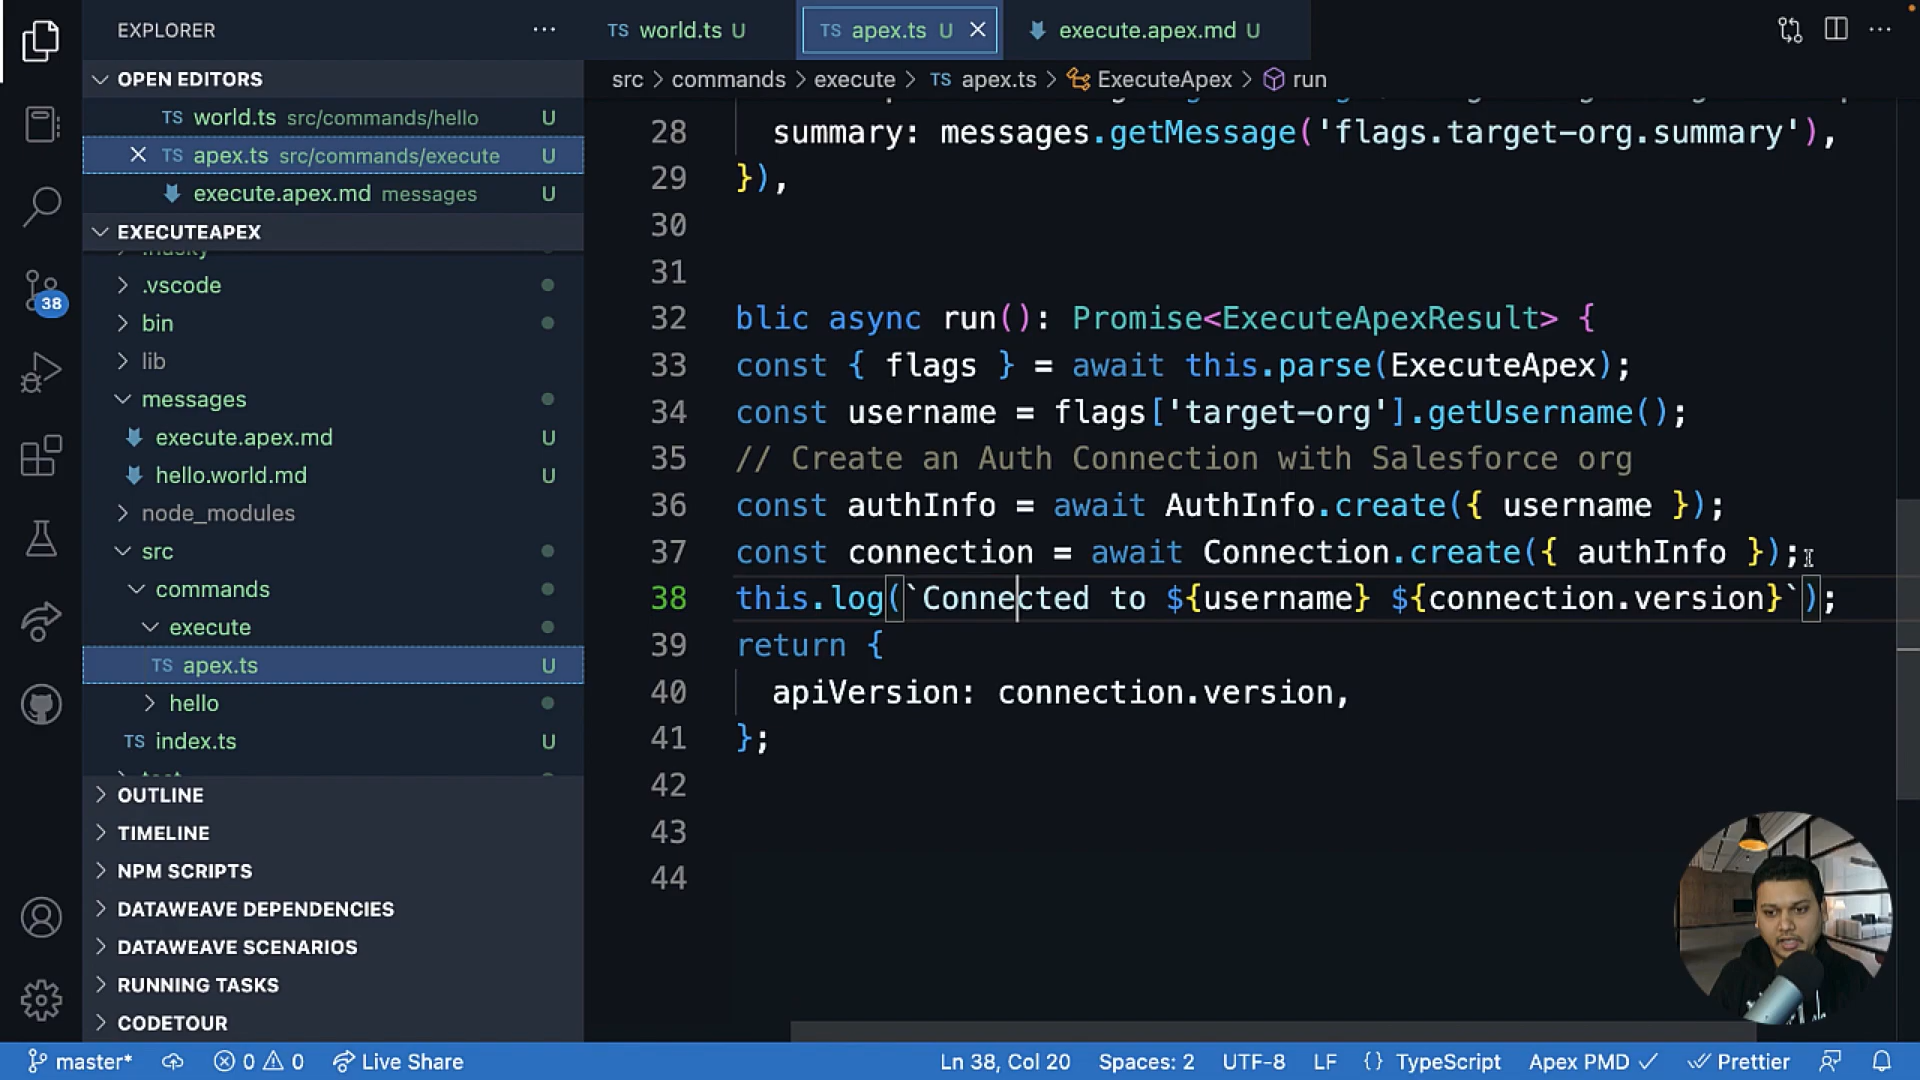 EXPLORER
OPEN EDITORS
TS world.ts src/commands/hello U
TS apex.ts src/commands/execute U
execute.apex.md messages U
EXECUTEAPEX
.husky
.vscode
bin
lib
messages
execute.apex.md U
hello.world.md U
node_modules
src
commands
execute
TS apex.ts U
hello
TS index.ts U
OUTLINE
TIMELINE
NPM SCRIPTS
DATAWEAVE DEPENDENCIES
DATAWEAVE SCENARIOS
RUNNING TASKS
CODETOUR
38
TS world.ts U
TS apex.ts U
execute.apex.md U
src > commands > execute > TS apex.ts > ExecuteApex > run
28 summary: messages.getMessage('flags.target-org.summary'),
29 }),
30
31
32 blic async run(): Promise<ExecuteApexResult> {
33 const { flags } = await this.parse(ExecuteApex);
34 const username = flags['target-org'].getUsername();
35 // Create an Auth Connection with Salesforce org
36 const authInfo = await AuthInfo.create({ username });
37 const connection = await Connection.create({ authInfo });
38 this.log(`Connected to ${username} ${connection.version}`);
39 return {
40 apiVersion: connection.version,
41 };
42
43
44
master* 0 0 Live Share Ln 38, Col 20 Spaces: 2 UTF-8 LF {} TypeScript Apex PMD Prettier